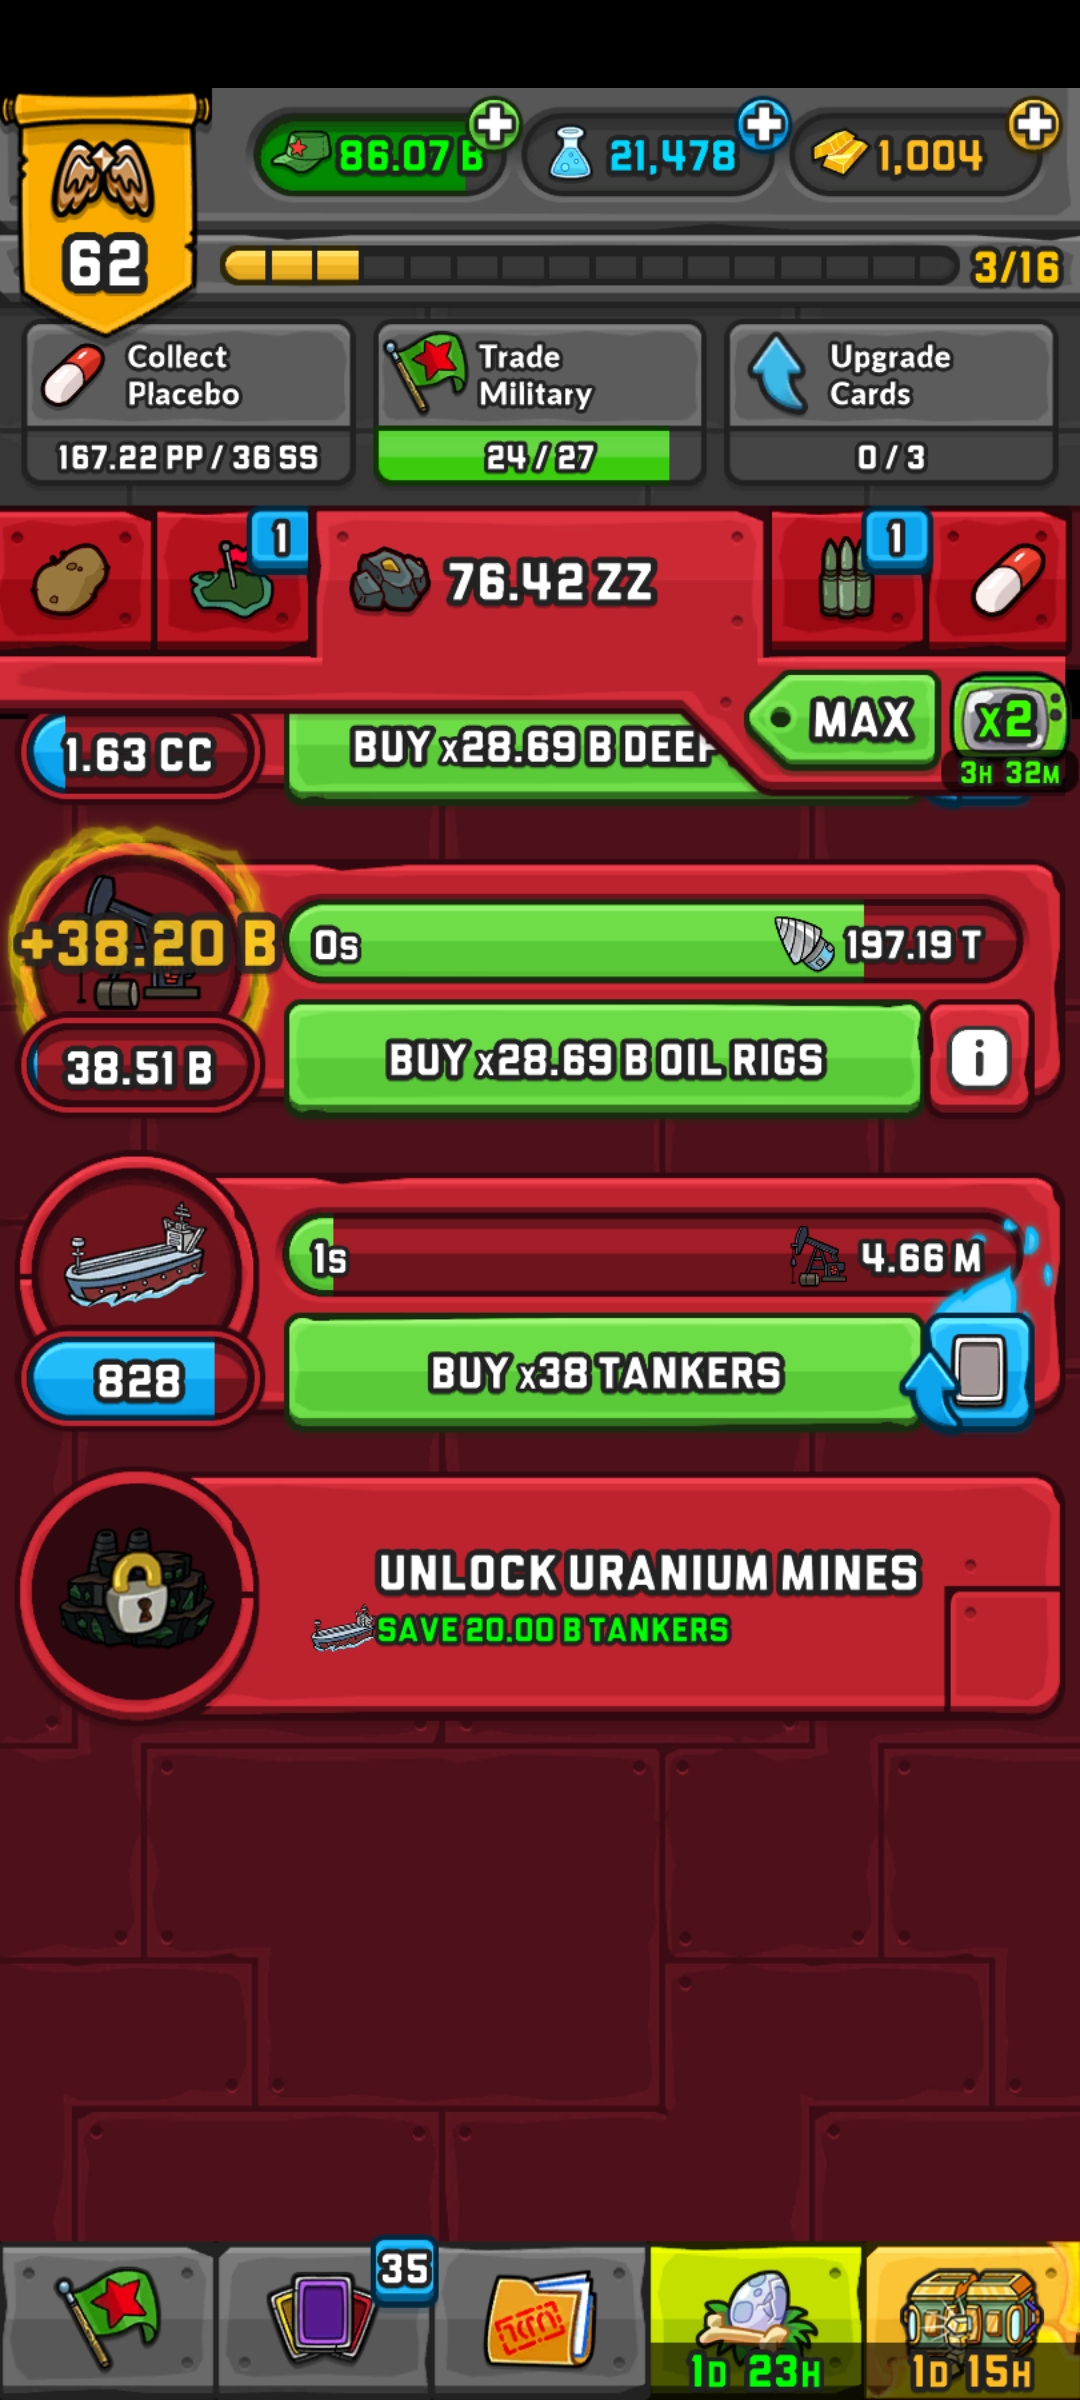 86.07 B
21,478
1,004
62
3/16
Collect
Placebo
167.22 PP / 36 SS
Trade
Military
24 / 27
Upgrade
Cards
0 / 3
1
76.42 ZZ
1
MAX
x2
3H 32M
1.63 CC
BUY x28.69 B DEEP
+38.20 B
0s
197.19 T
38.51 B
BUY x28.69 B OIL RIGS
i
1s
4.66 M
828
BUY x38 TANKERS
UNLOCK URANIUM MINES
SAVE 20.00 B TANKERS
35
1D 23H
1D 15H